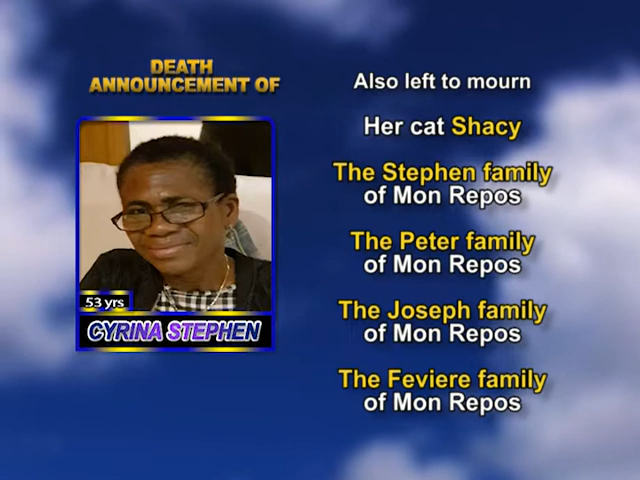 DEATH
ANNOUNCEMENT OF
53 yrs
CYRINA STEPHEN
Also left to mourn
Her cat Shacy
The Stephen family
of Mon Repos
The Peter family
of Mon Repos
The Joseph family
of Mon Repos
The Feviere family
of Mon Repos